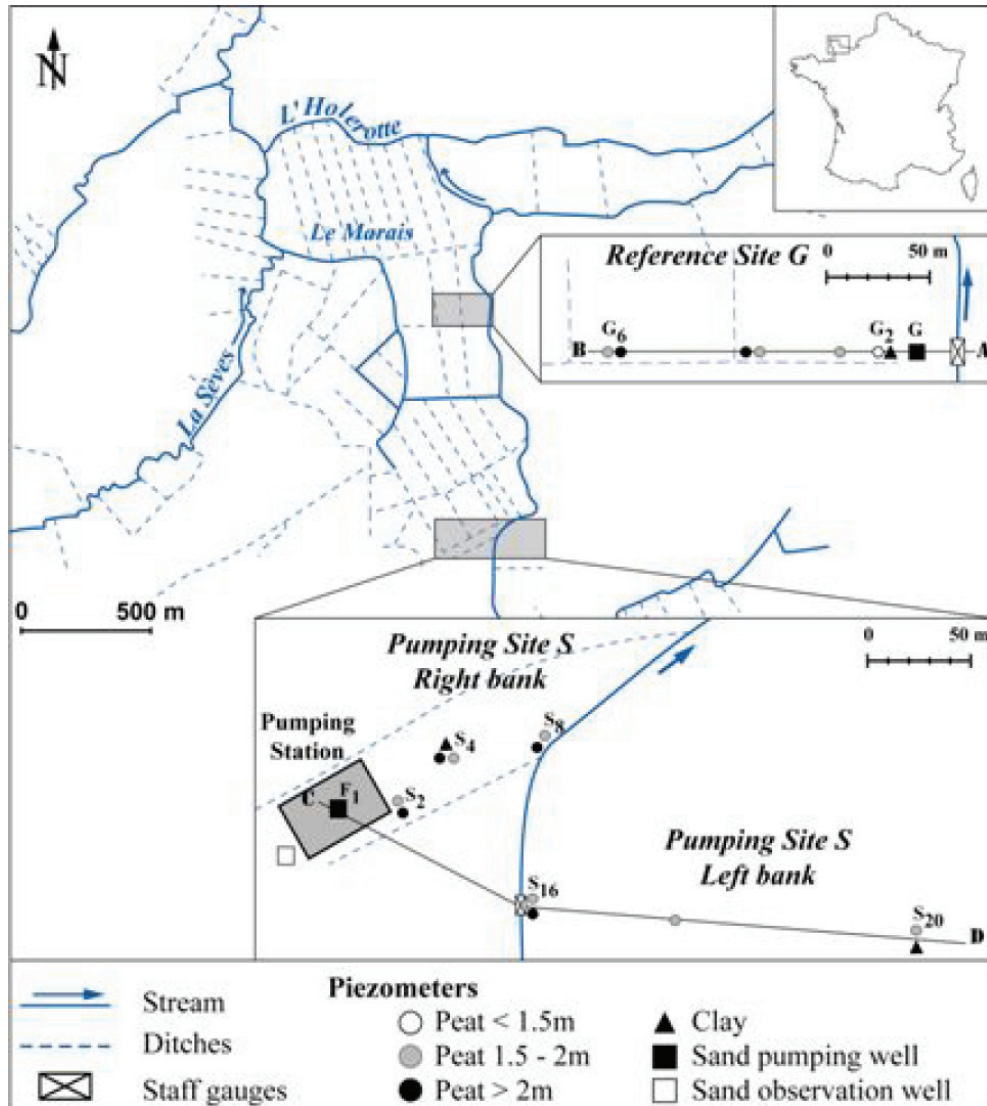 N
L'Holerotte
Le Marais
La Sèves
0 500 m
Reference Site G
0 50 m
B G6 G2 G A
Pumping Site S
Right bank
0 50 m
Pumping
Station
S4
S8
C F1 S2
Pumping Site S
Left bank
S16
S20
D
Stream
Ditches
Staff gauges
Piezometers
Peat < 1.5m
Peat 1.5 - 2m
Peat > 2m
Clay
Sand pumping well
Sand observation well